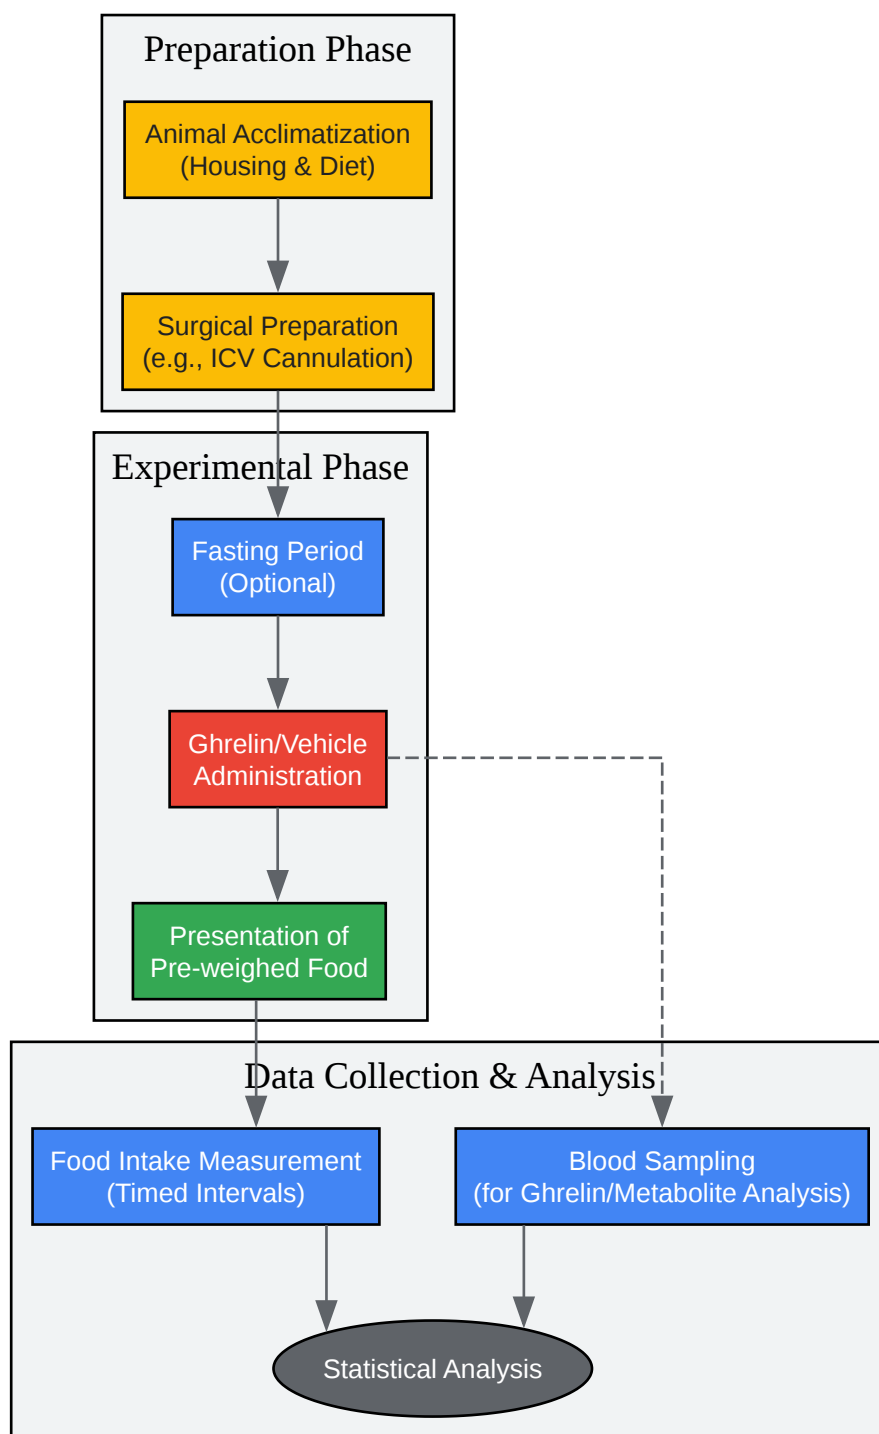 Preparation Phase
Animal Acclimatization
(Housing & Diet)
Surgical Preparation
(e.g., ICV Cannulation)
Experimental Phase
Fasting Period
(Optional)
Ghrelin/Vehicle
Administration
Presentation of
Pre-weighed Food
Data Collection & Analysis
Food Intake Measurement
(Timed Intervals)
Blood Sampling
(for Ghrelin/Metabolite Analysis)
Statistical Analysis